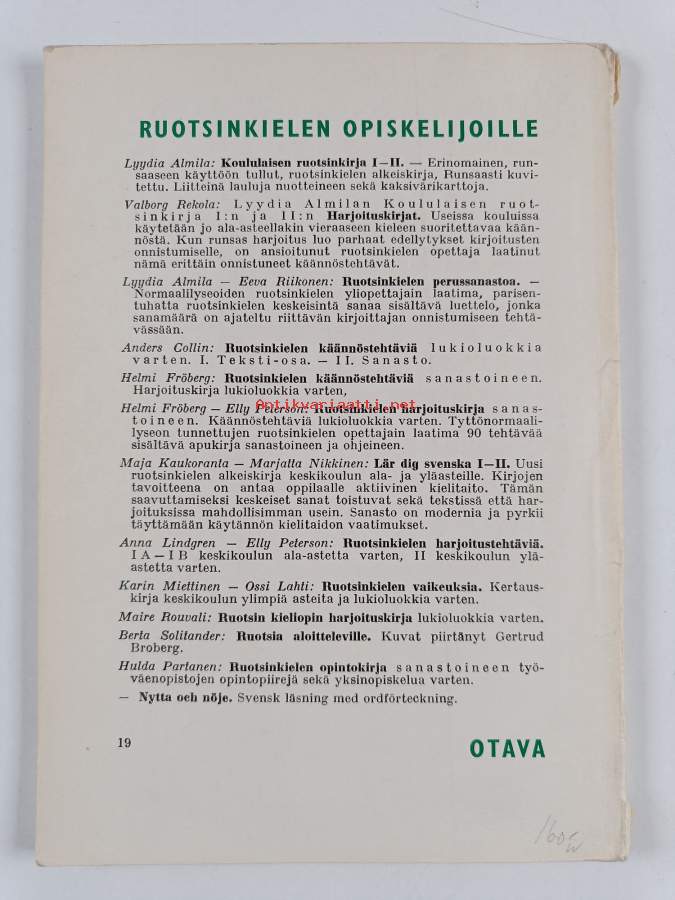 RUOTSINKIELEN OPISKELIJOILLE
Lyydia Almila: Koululaisen ruotsinkirja I—II. — Erinomainen, run-
saaseen käyttöön tullut, ruotsinkielen alkeiskirja, Runsaasti kuvi-
tettu. Liitteinä lauluja nuotteineen sekä kaksivärikarttoja.
Valborg Rekola: Lyydia Almilan Koululaisen ruot-
sinkirja I:n ja II:n Harjoituskirjat. Useissa kouluissa
käytetään jo ala-asteellakin vieraaseen kieleen suoritettavaa kään-
nöstä. Kun runsas harjoitus luo parhaat edellytykset kirjoitusten
onnistumiselle, on ansioitunut ruotsinkielen opettaja laatinut
nämä erittäin onnistuneet käännöstehtävät.
Lyydia Almila — Eeva Riikonen: Ruotsinkielen perussanastoa. —
Normaalilyseoiden ruotsinkielen yliopettajain laatima, parisen-
tuhatta ruotsinkielen keskeisintä sanaa sisältävä luettelo, jonka
sanamäärä on ajateltu riittävän kirjoittajan onnistumiseen tehtä-
vässään.
Anders Collin: Ruotsinkielen käännöstehtäviä lukioluokkia
varten. I. Teksti-osa. — II. Sanasto.
Helmi Fröberg: Ruotsinkielen käännöstehtäviä sanastoineen.
Harjoituskirja lukioluokkia varten,
Antikvariaatti.net
Helmi Fröberg — Elly Peterson: Ruotsinkielen harjoituskirja sanas-
toineen. Käännöstehtäviä lukioluokkia varten. Tyttönormaali-
lyseon tunnettujen ruotsinkielen opettajain laatima 90 tehtävää
sisältävä apukirja sanastoineen ja ohjeineen.
Maja Kaukoranta — Marjatta Nikkinen: Lär dig svenska I—II. Uusi
ruotsinkielen alkeiskirja keskikoulun ala- ja yläasteille. Kirjojen
tavoitteena on antaa oppilaalle aktiivinen kielitaito. Tämän
saavuttamiseksi keskeiset sanat toistuvat sekä tekstissä että har-
joituksissa mahdollisimman usein. Sanasto on modernia ja pyrkii
täyttämään käytännön kielitaidon vaatimukset.
Anna Lindgren — Elly Peterson: Ruotsinkielen harjoitustehtäviä.
IA—IB keskikoulun ala-astetta varten, II keskikoulun ylä-
astetta varten.
Karin Miettinen — Ossi Lahti: Ruotsinkielen vaikeuksia. Kertaus-
kirja keskikoulun ylimpiä asteita ja lukioluokkia varten.
Maire Rouvali: Ruotsin kieliopin harjoituskirja lukioluokkia varten.
Berta Solitander: Ruotsia aloitteleville. Kuvat piirtänyt Gertrud
Broberg.
Hulda Partanen: Ruotsinkielen opintokirja sanastoineen työ-
väenopistojen opintopiirejä sekä yksinopiskelua varten.
— Nytta och nöje. Svensk läsning med ordförteckning.
19
OTAVA